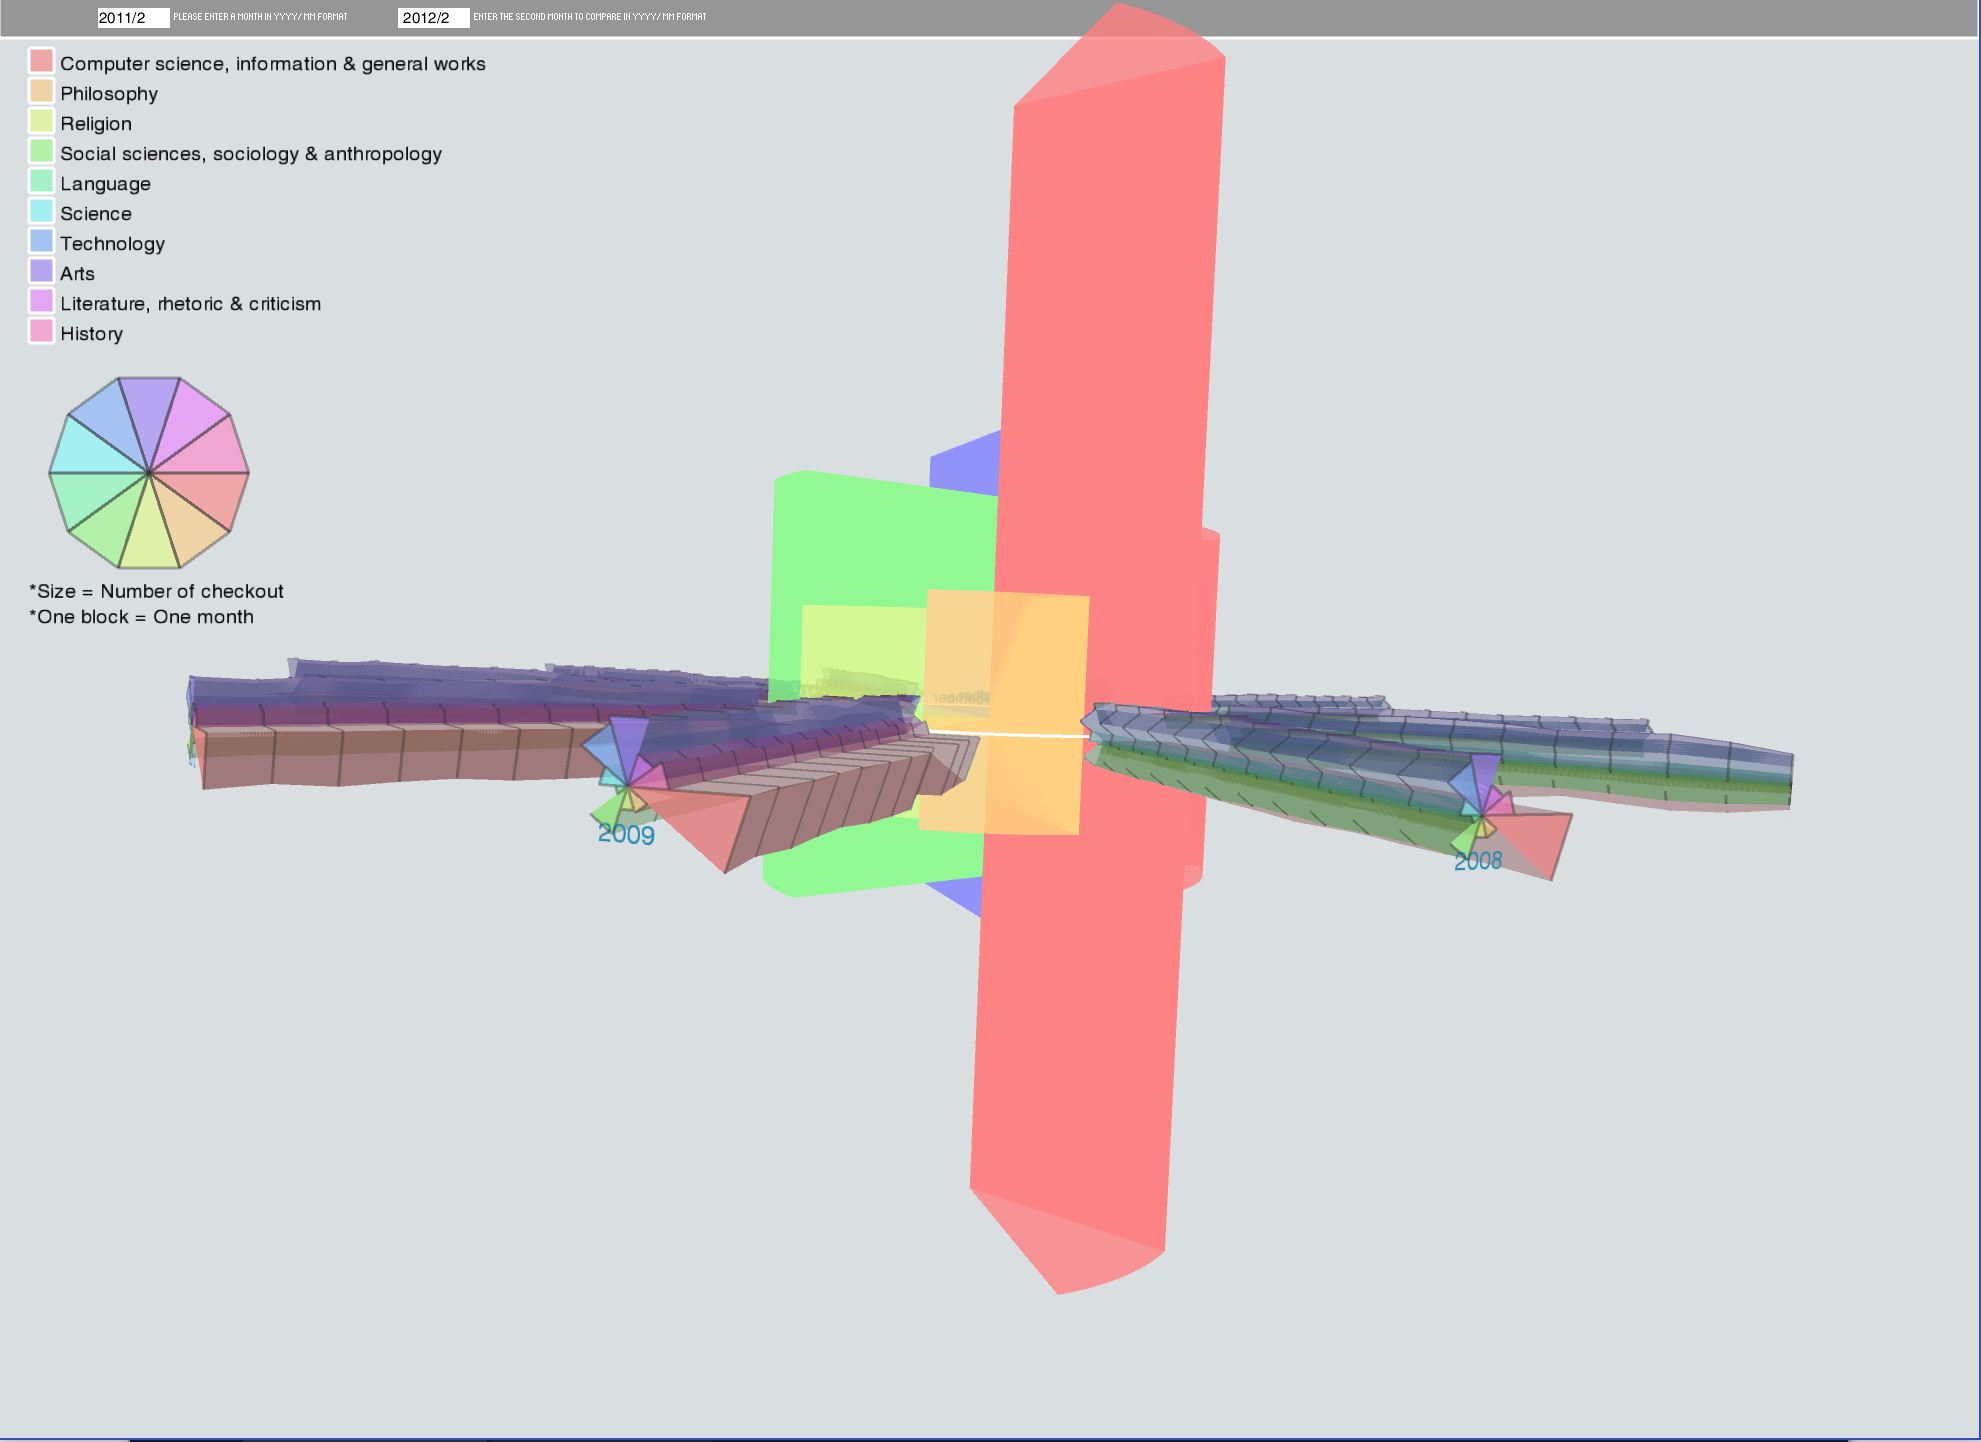 2011/2 PLEASE ENTER A MONTH IN YYYY/MM FORMAT 2012/2 ENTER THE SECOND MONTH TO COMPARE IN YYYY/MM FORMAT
Computer science, information & general works
Philosophy
Religion
Social sciences, sociology & anthropology
Language
Science
Technology
Arts
Literature, rhetoric & criticism
History
*Size = Number of checkout
*One block = One month
2009
2008